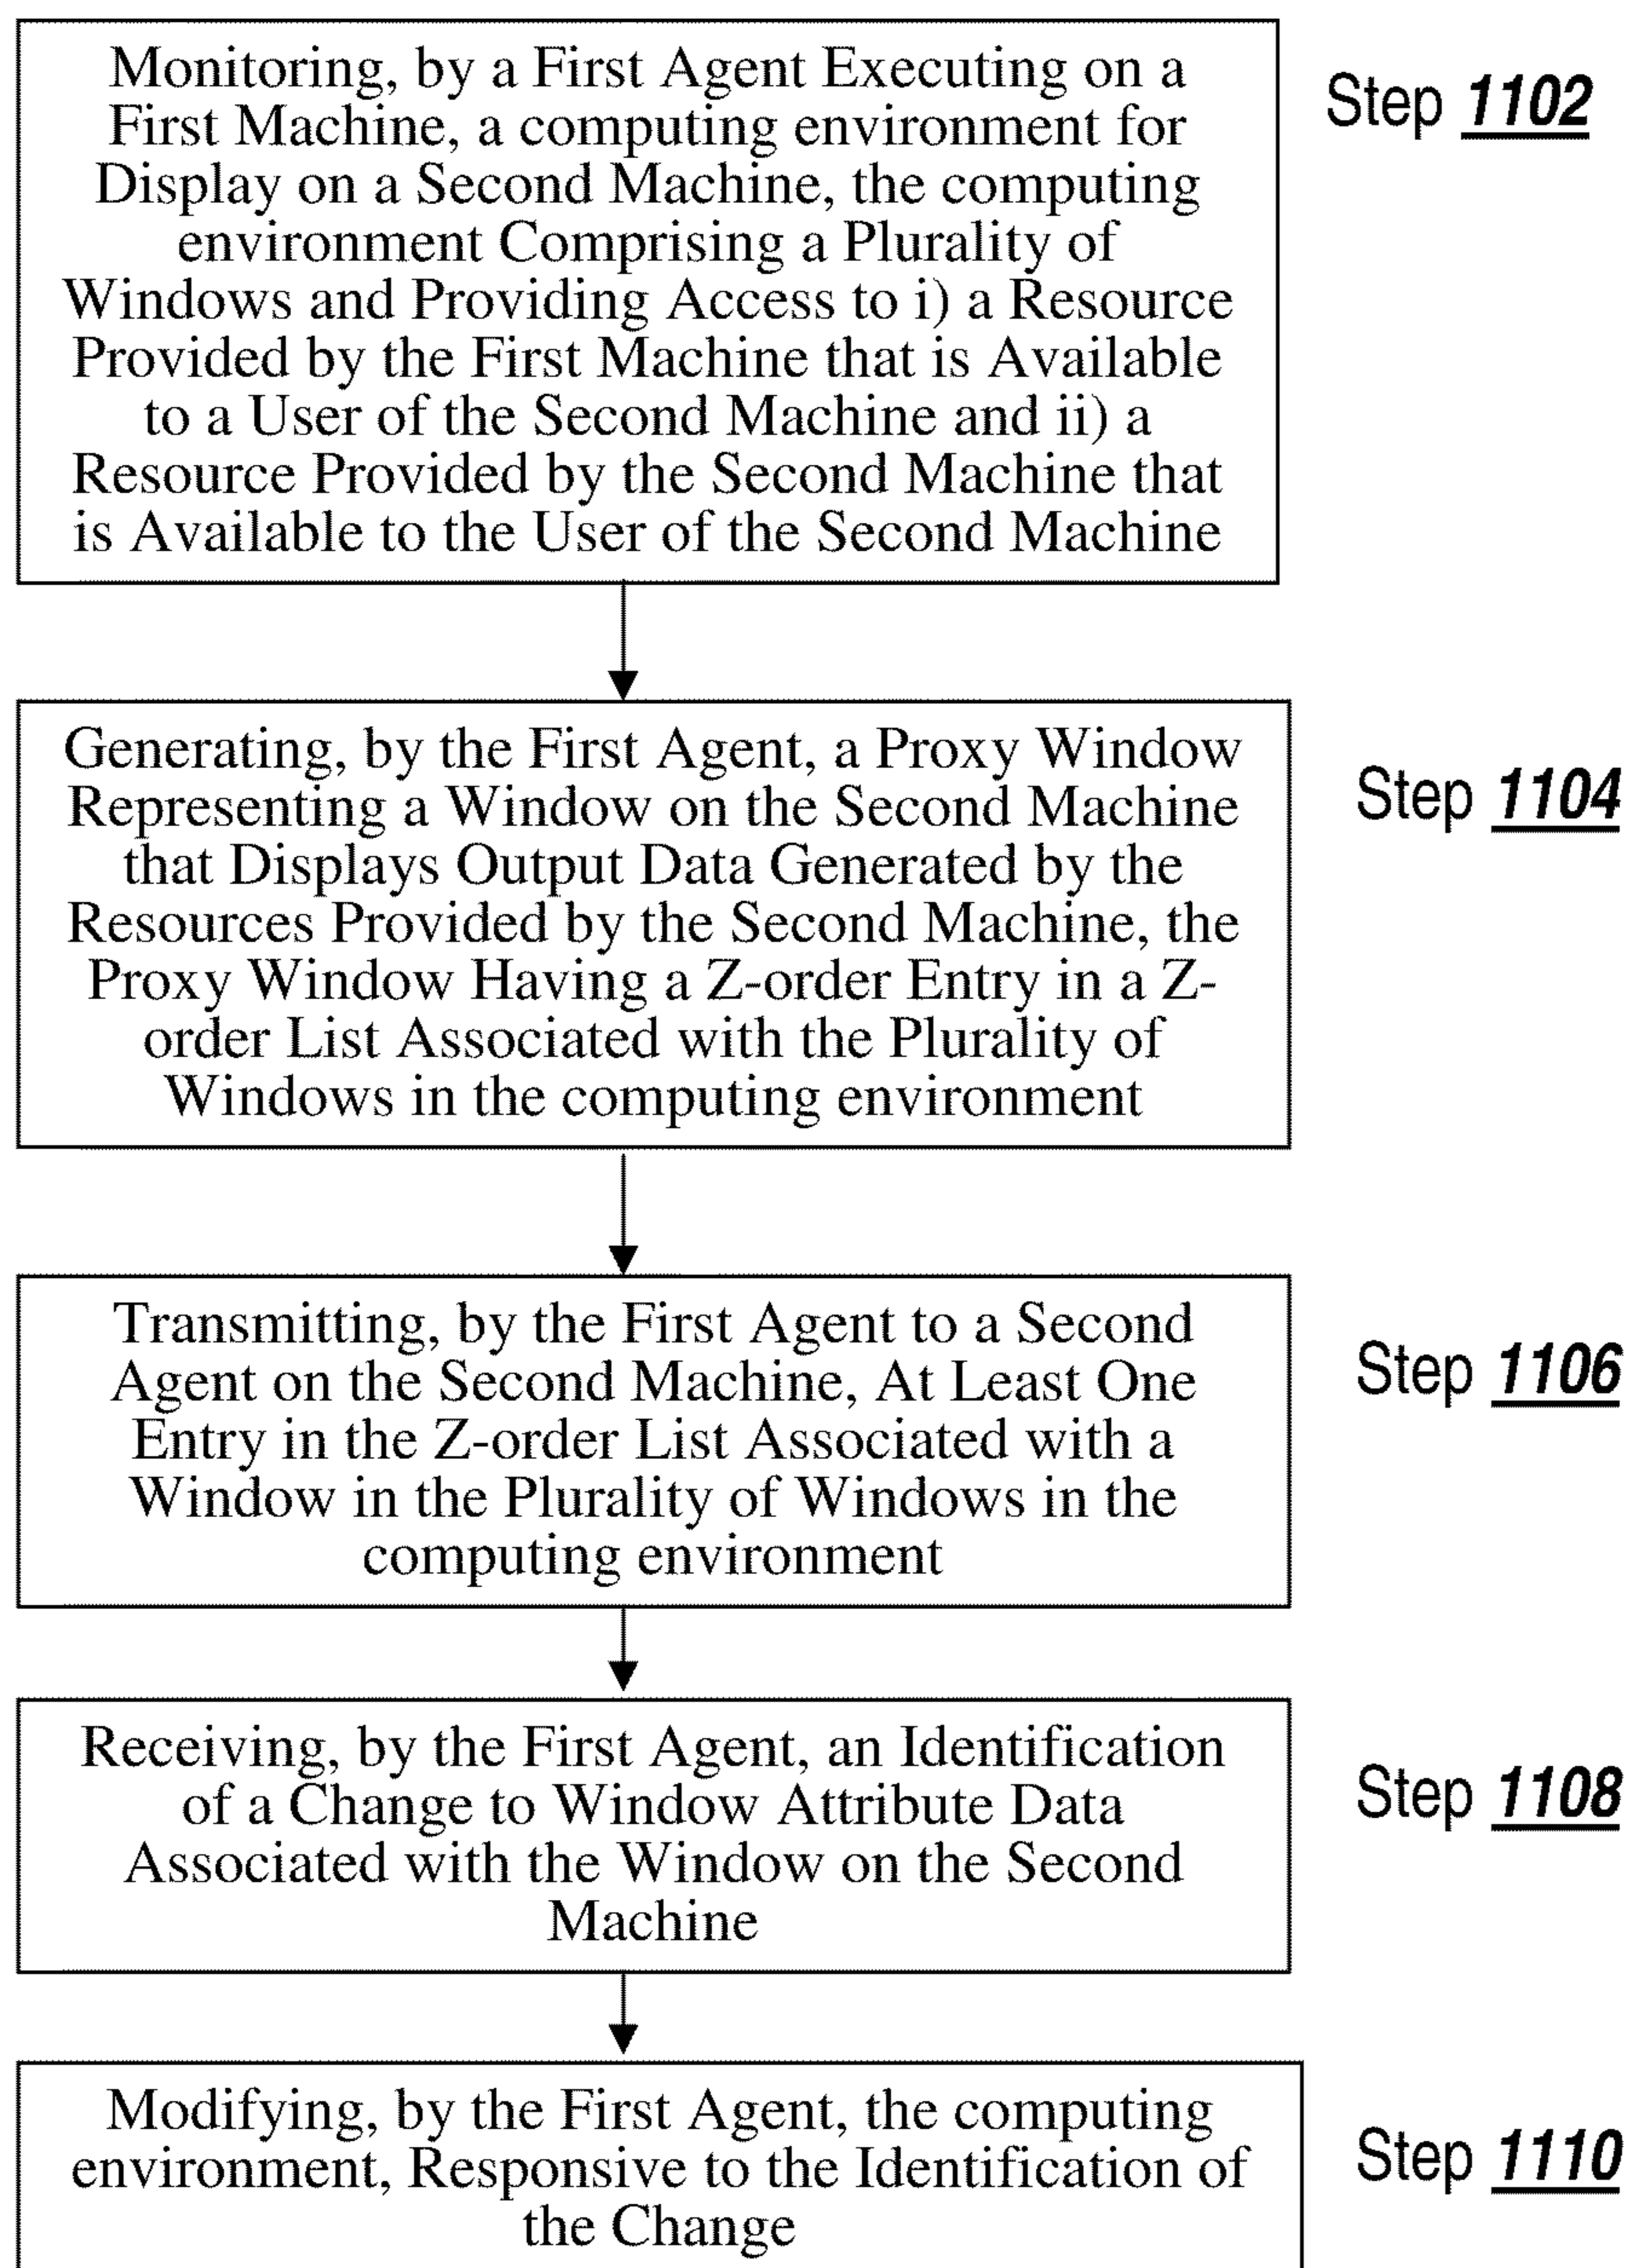 Monitoring, by a First Agent Executing on a
First Machine, a computing environment for
Display on a Second Machine, the computing
environment Comprising a Plurality of
Windows and Providing Access to i) a Resource
Provided by the First Machine that is Available
to a User of the Second Machine and ii) a
Resource Provided by the Second Machine that
is Available to the User of the Second Machine
Step 1102
Generating, by the First Agent, a Proxy Window
Representing a Window on the Second Machine
that Displays Output Data Generated by the
Resources Provided by the Second Machine, the
Proxy Window Having a Z-order Entry in a Z-
order List Associated with the Plurality of
Windows in the computing environment
Step 1104
Transmitting, by the First Agent to a Second
Agent on the Second Machine, At Least One
Entry in the Z-order List Associated with a
Window in the Plurality of Windows in the
computing environment
Step 1106
Receiving, by the First Agent, an Identification
of a Change to Window Attribute Data
Associated with the Window on the Second
Machine
Step 1108
Modifying, by the First Agent, the computing
environment, Responsive to the Identification of
the Change
Step 1110